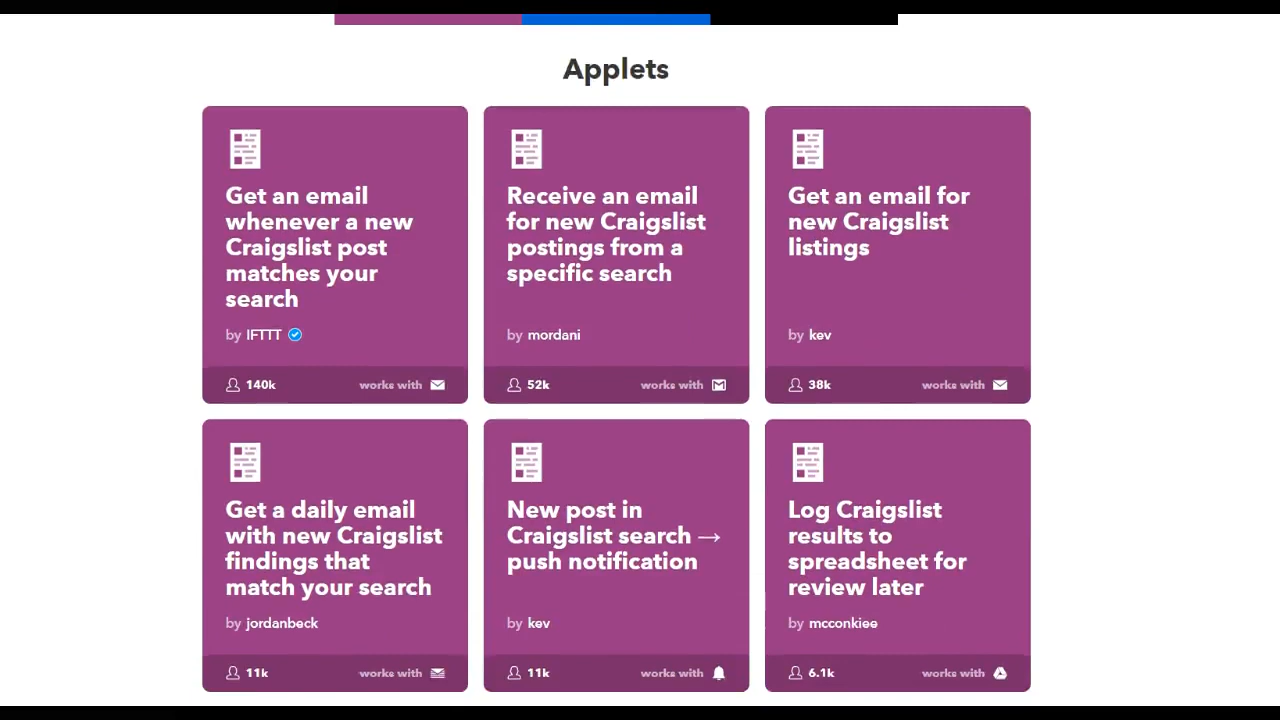 Applets
Get an email
whenever a new
Craigslist post
matches your
search
by IFTTT
140k works with
Receive an email
for new Craigslist
postings from a
specific search
by mordani
52k works with
Get an email for
new Craigslist
listings
by kev
38k works with
Get a daily email
with new Craigslist
findings that
match your search
by jordanbeck
11k works with
New post in
Craigslist search →
push notification
by kev
11k works with
Log Craigslist
results to
spreadsheet for
review later
by mcconkiee
6.1k works with